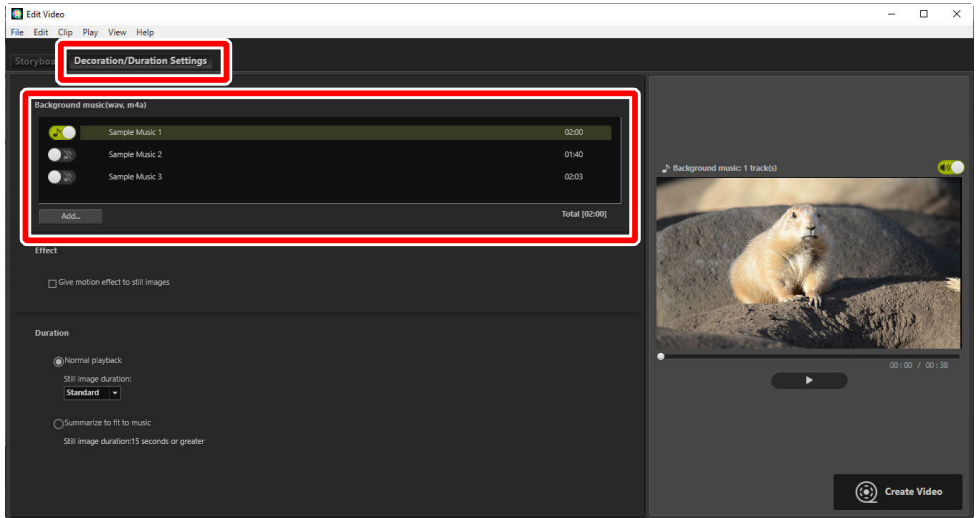 Edit Video
File Edit Clip Play View Help
Storyboa Decoration/Duration Settings
Background music(wav, m4a)
Sample Music 1 02:00
Sample Music 2 01:40
Sample Music 3 02:03
Add... Total [02:00]
Effect
Give motion effect to still images
Duration
Normal playback
Still image duration:
Standard
Summarize to fit to music
Still image duration:15 seconds or greater
Background music: 1 track(s)
00:00 / 00:38
Create Video